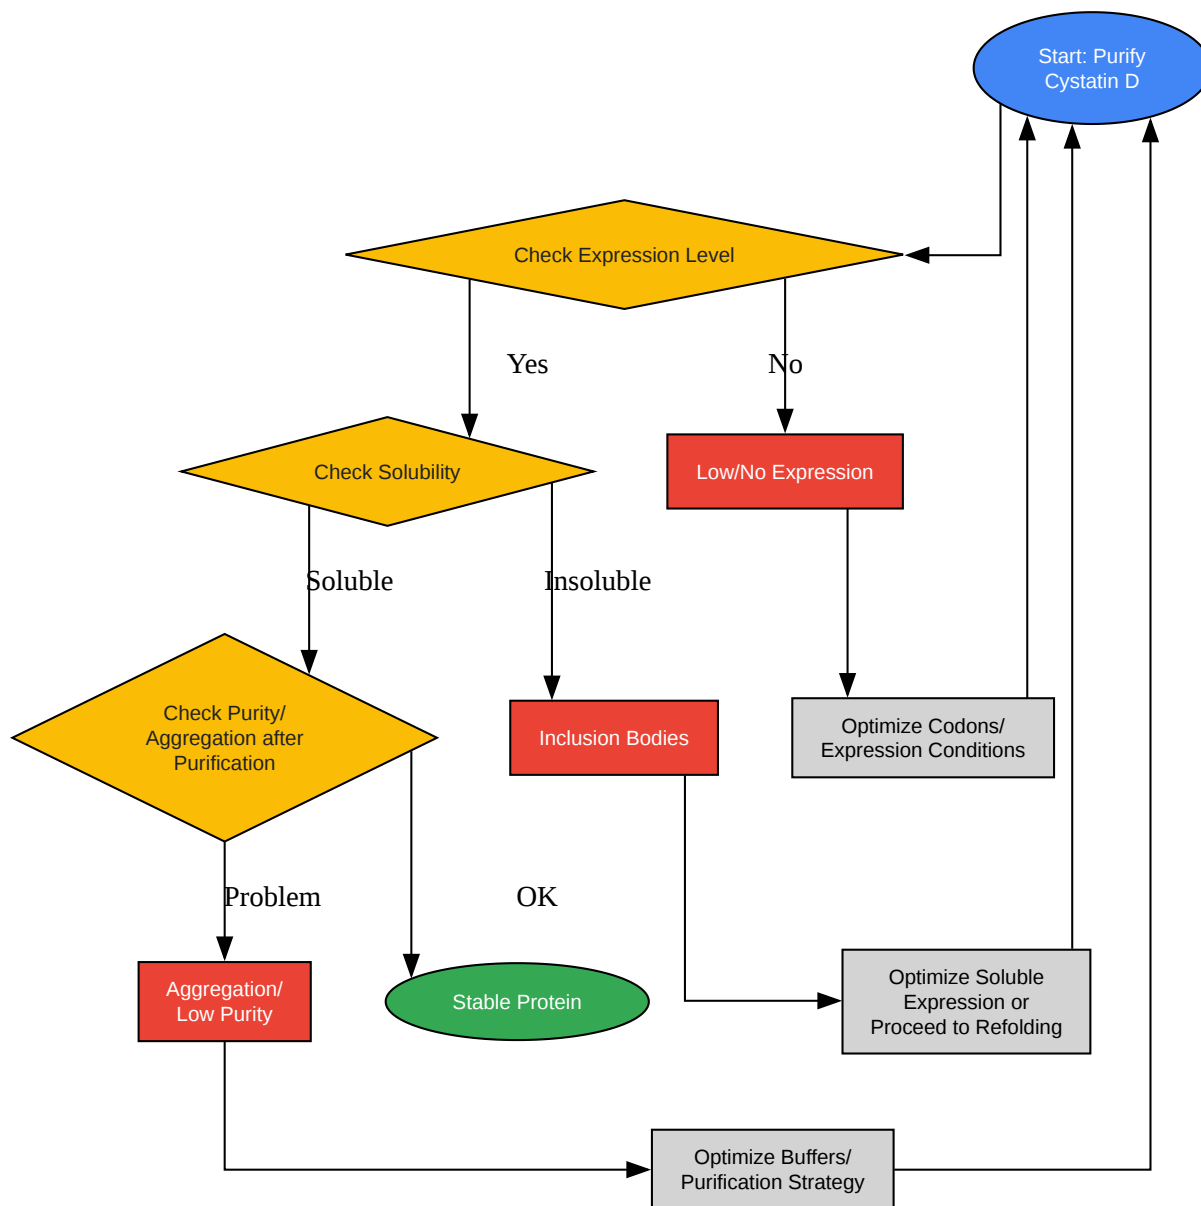 Start: Purify
Cystatin D
Check Expression Level
Yes
No
Check Solubility
Low/No Expression
Soluble
Insoluble
Check Purity/
Aggregation after
Purification
Inclusion Bodies
Optimize Codons/
Expression Conditions
Problem
OK
Aggregation/
Low Purity
Stable Protein
Optimize Soluble
Expression or
Proceed to Refolding
Optimize Buffers/
Purification Strategy